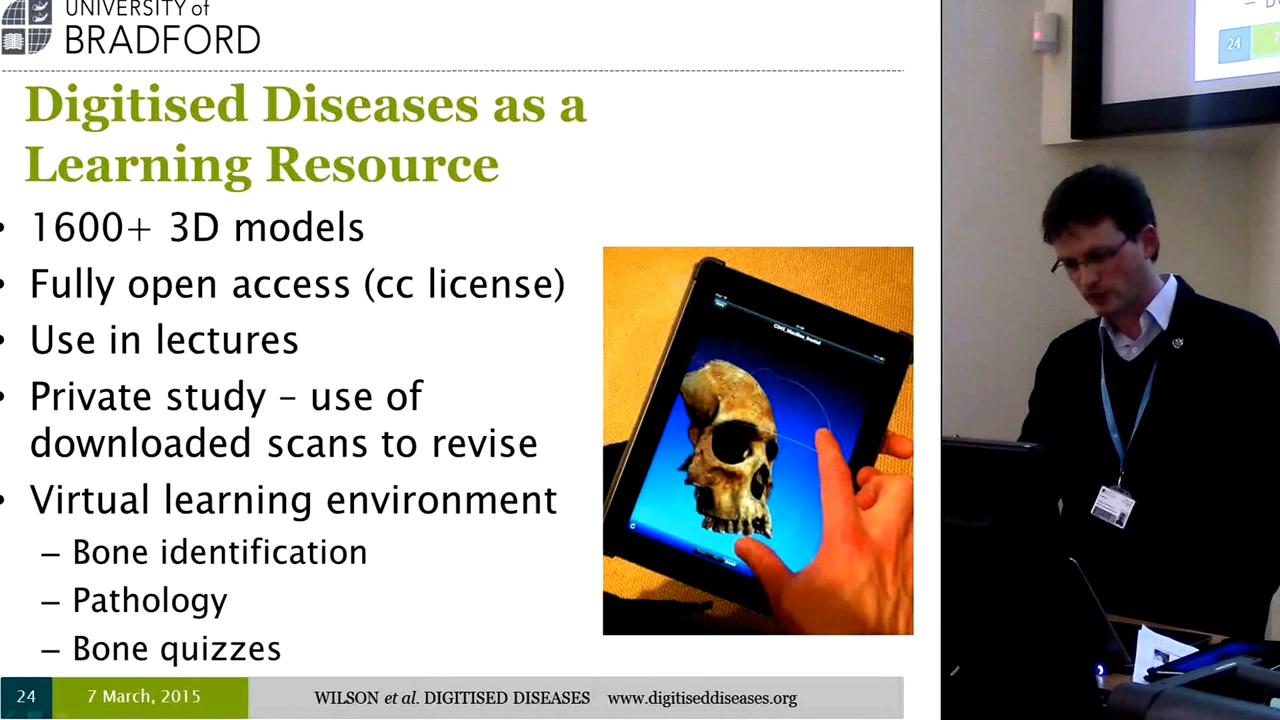 UNIVERSITY of
BRADFORD
Digitised Diseases as a
Learning Resource
• 1600+ 3D models
• Fully open access (cc license)
• Use in lectures
• Private study – use of
downloaded scans to revise
• Virtual learning environment
– Bone identification
– Pathology
– Bone quizzes
24
7 March, 2015
WILSON et al. DIGITISED DISEASES www.digitiseddiseases.org
24
7